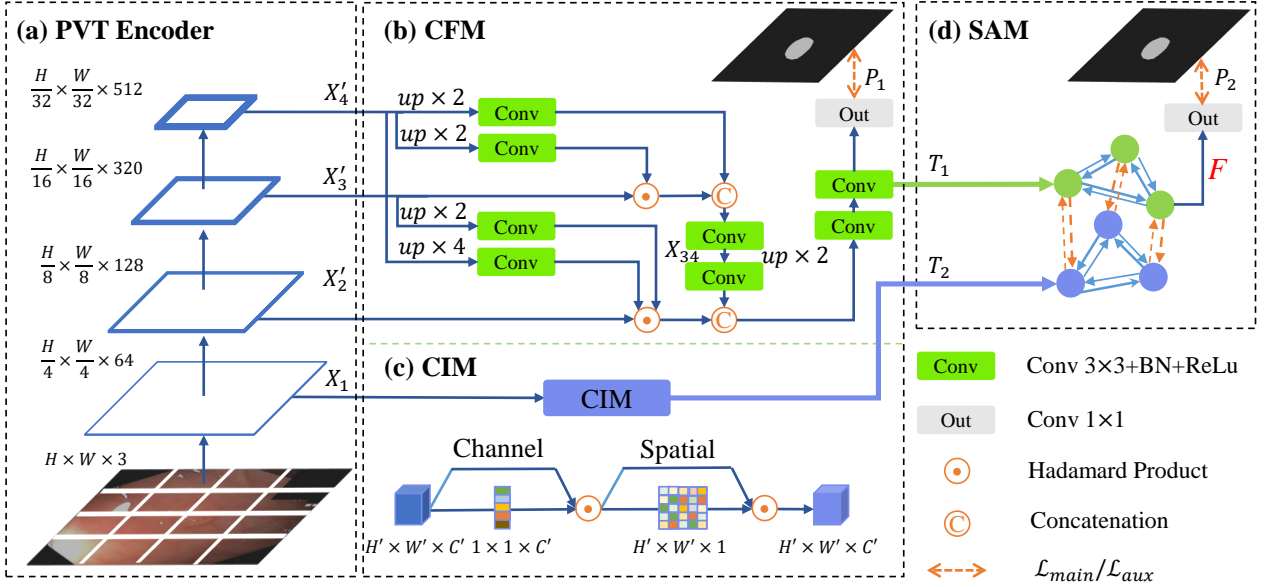 (a) PVT Encoder
H/32 × W/32 × 512
H/16 × W/16 × 320
H/8 × W/8 × 128
H/4 × W/4 × 64
H × W × 3
X′4
X′3
X′2
X1
(b) CFM
up × 2
Conv
up × 2
Conv
up × 2
Conv
up × 4
Conv
C
Conv
X34
up × 2
Conv
C
P1
Out
Conv
Conv
(c) CIM
CIM
Channel
Spatial
H′ × W′ × C′
1 × 1 × C′
H′ × W′ × 1
H′ × W′ × C′
(d) SAM
P2
Out
F
T1
T2
Conv
Conv 3×3+BN+ReLu
Out
Conv 1×1
Hadamard Product
C
Concatenation
ℒmain/ℒaux